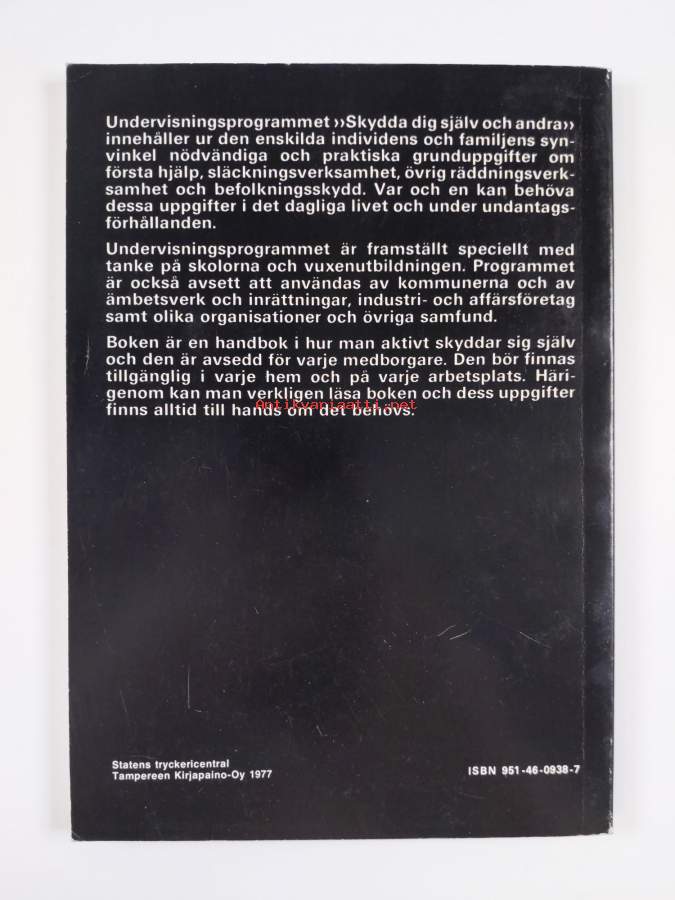 Undervisningsprogrammet ››Skydda dig själv och andra››
innehåller ur den enskilda individens och familjens syn-
vinkel nödvändiga och praktiska grunduppgifter om
första hjälp, släckningsverksamhet, övrig räddningsverk-
samhet och befolkningsskydd. Var och en kan behöva
dessa uppgifter i det dagliga livet och under undantags-
förhållanden.
Undervisningsprogrammet är framställt speciellt med
tanke på skolorna och vuxenutbildningen. Programmet
är också avsett att användas av kommunerna och av
ämbetsverk och inrättningar, industri- och affärsföretag
samt olika organisationer och övriga samfund.
Boken är en handbok i hur man aktivt skyddar sig själv
och den är avsedd för varje medborgare. Den bör finnas
tillgänglig i varje hem och på varje arbetsplats. Häri-
genom kan man verkligen läsa boken och dess uppgifter
finns alltid till hands om det behövs.
Antikvariaatti.net
Statens tryckericentral
Tampereen Kirjapaino-Oy 1977
ISBN 951-46-0938-7